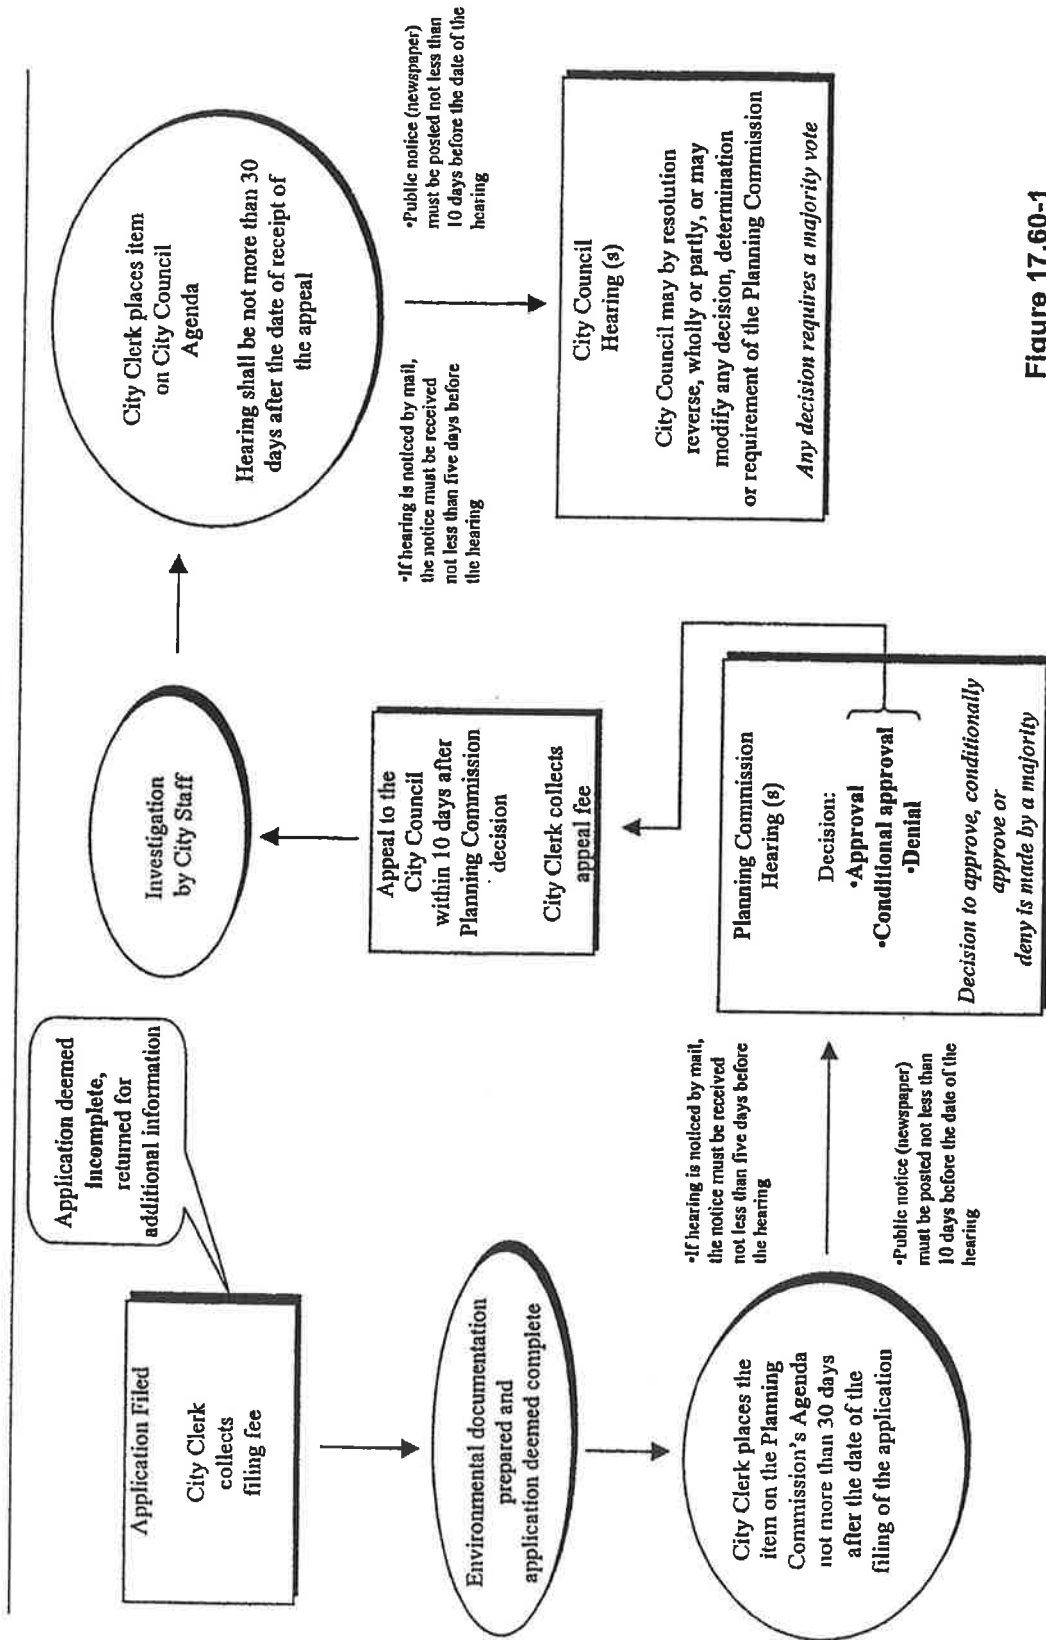 Application Filed
City Clerk
collects
filing fee
Application deemed
Incomplete,
returned for
additional information
Environmental documentation
prepared and
application deemed complete
City Clerk places the
item on the Planning
Commission's Agenda
not more than 30 days
after the date of the
filing of the application
•If hearing is noticed by mail,
the notice must be received
not less than five days before
the hearing
•Public notice (newspaper)
must be posted not less than
10 days before the date of the
hearing
Planning Commission
Hearing (s)
Decision:
•Approval
•Conditional approval
•Denial
Decision to approve, conditionally
approve or
deny is made by a majority
Appeal to the
City Council
within 10 days after
Planning Commission
decision
City Clerk collects
appeal fee
Investigation
by City Staff
City Clerk places item
on City Council
Agenda
Hearing shall be not more than 30
days after the date of receipt of
the appeal
•If hearing is noticed by mail,
the notice must be received
not less than five days before
the hearing
•Public notice (newspaper)
must be posted not less than
10 days before the date of the
hearing
City Council
Hearing (s)
City Council may by resolution
reverse, wholly or partly, or may
modify any decision, determination
or requirement of the Planning Commission
Any decision requires a majority vote
Figure 17.60-1